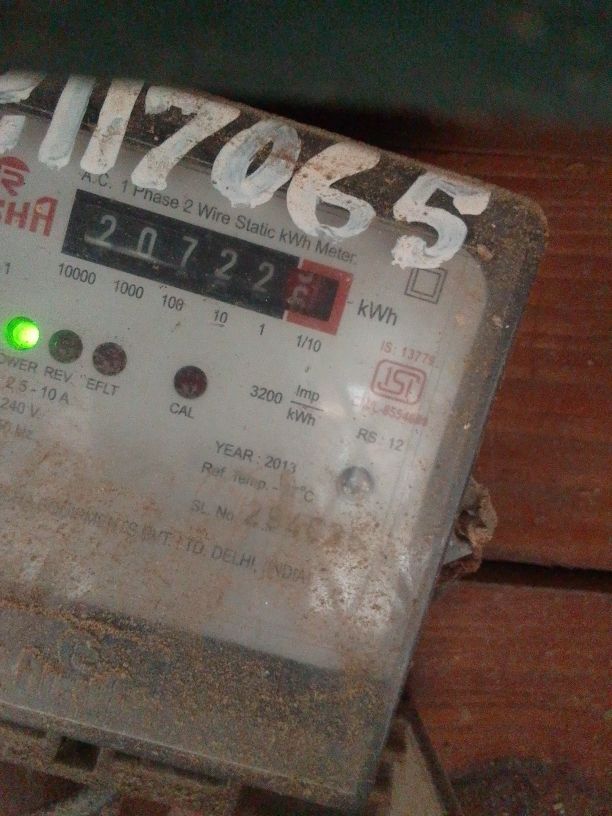 117065
A.C. 1 Phase 2 Wire Static kWh Meter
20722
kWh
10000 1000 100 10 1 1/10
REV. EFLT
CAL
3200 Imp/kWh
2.5 - 10 A
240 V
IS: 13779
ISI
RS: 12
YEAR : 2013
Ref. Temp. - °C
SL. No
PVT. LTD. DELHI, INDIA